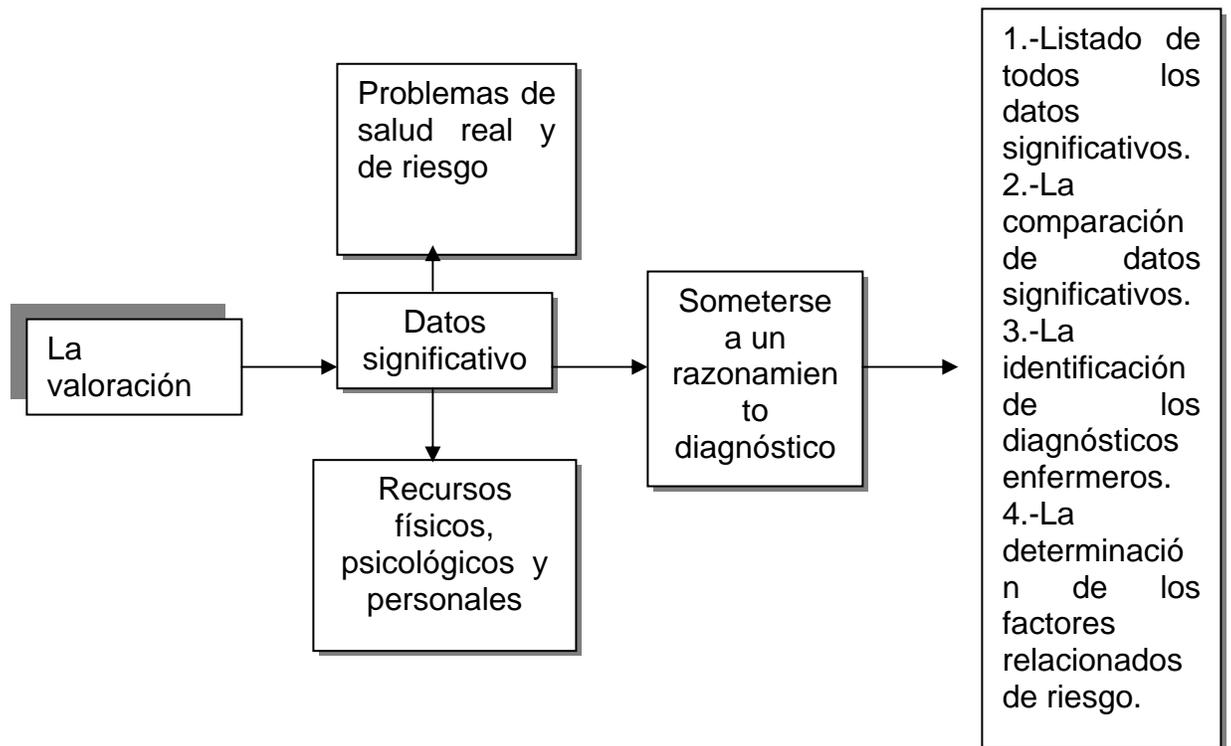 La
valoración
Problemas de
salud real y
de riesgo
Datos
significativo
Recursos
físicos,
psicológicos y
personales
Someterse
a un
razonamien
to
diagnóstico
1.-Listado de
todos los
datos
significativos.
2.-La
comparación
de datos
significativos.
3.-La
identificación
de los
diagnósticos
enfermeros.
4.-La
determinació
n de los
factores
relacionados
de riesgo.